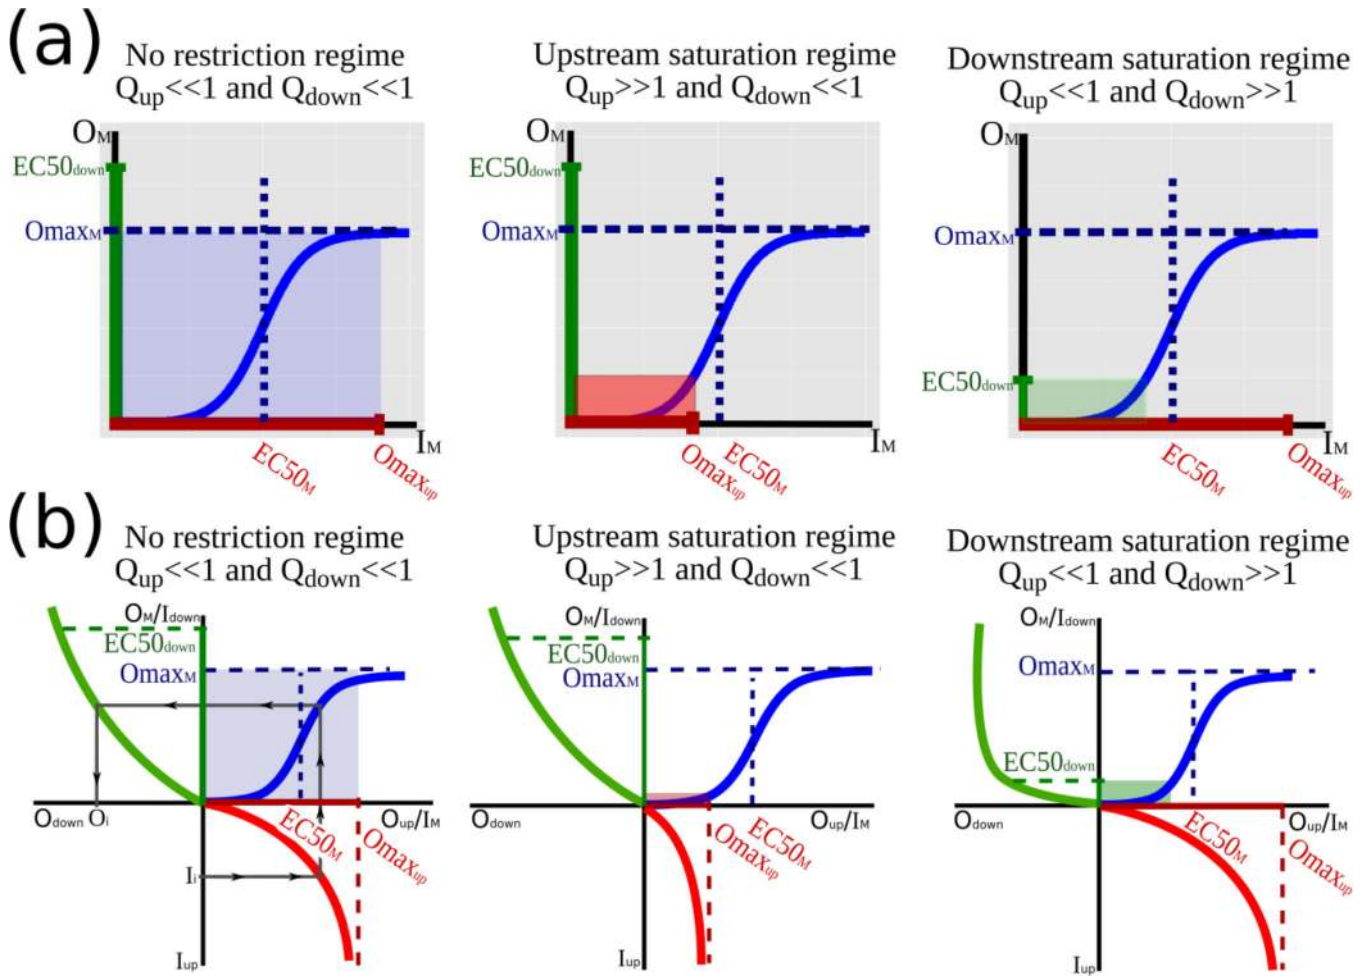 (a)
No restriction regime
Qup<<1 and Qdown<<1
Upstream saturation regime
Qup>>1 and Qdown<<1
Downstream saturation regime
Qup<<1 and Qdown>>1
OM
EC50down
OmaxM
EC50M
Omaxup
IM
OM
EC50down
OmaxM
Omaxup
EC50M
IM
OM
OmaxM
EC50down
EC50M
Omaxup
IM
(b)
No restriction regime
Qup<<1 and Qdown<<1
Upstream saturation regime
Qup>>1 and Qdown<<1
Downstream saturation regime
Qup<<1 and Qdown>>1
OM/Idown
EC50down
OmaxM
Odown
Oi
EC50M
Omaxup
Oup/IM
Ii
Iup
OM/Idown
EC50down
OmaxM
Odown
Omaxup
EC50M
Oup/IM
Iup
OM/Idown
OmaxM
EC50down
Odown
EC50M
Omaxup
Oup/IM
Iup